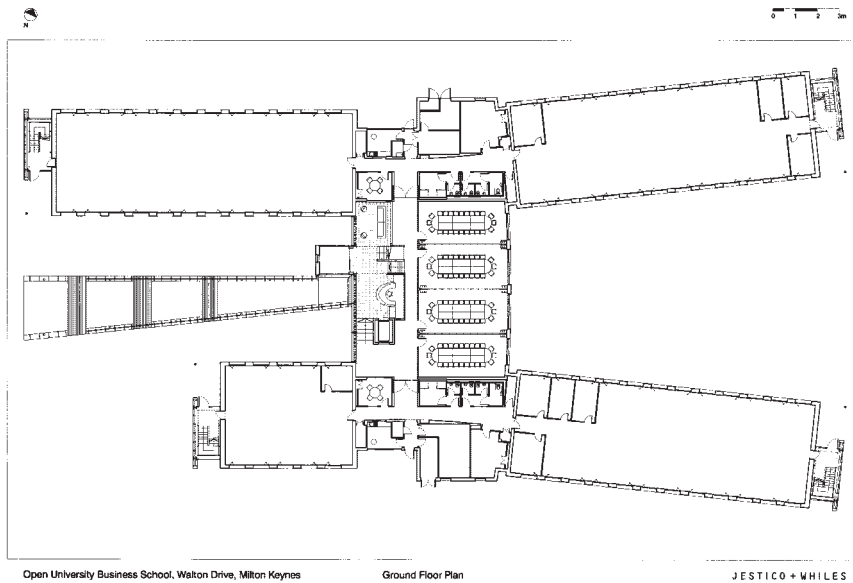 N
0 1 2 3m
Open University Business School, Walton Drive, Milton Keynes
Ground Floor Plan
JESTICO + WHILES